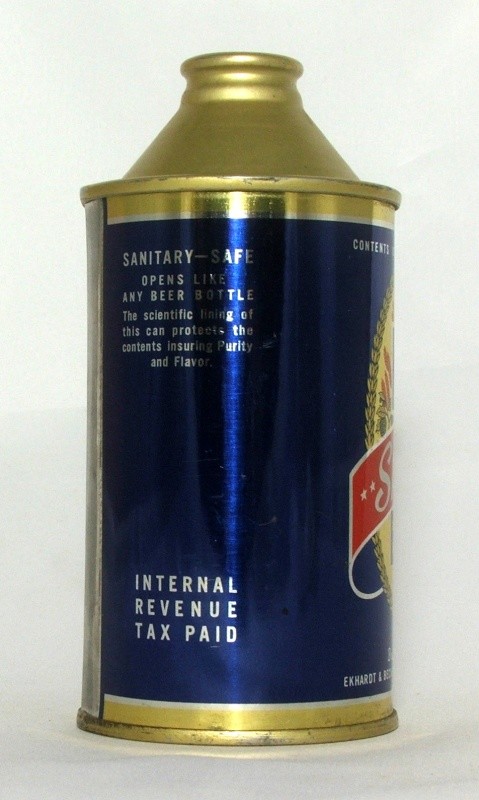 SANITARY—SAFE
OPENS LIKE
ANY BEER BOTTLE
The scientific lining of
this can protects the
contents insuring Purity
and Flavor.
CONTENTS
INTERNAL
REVENUE
TAX PAID
EKHARDT &